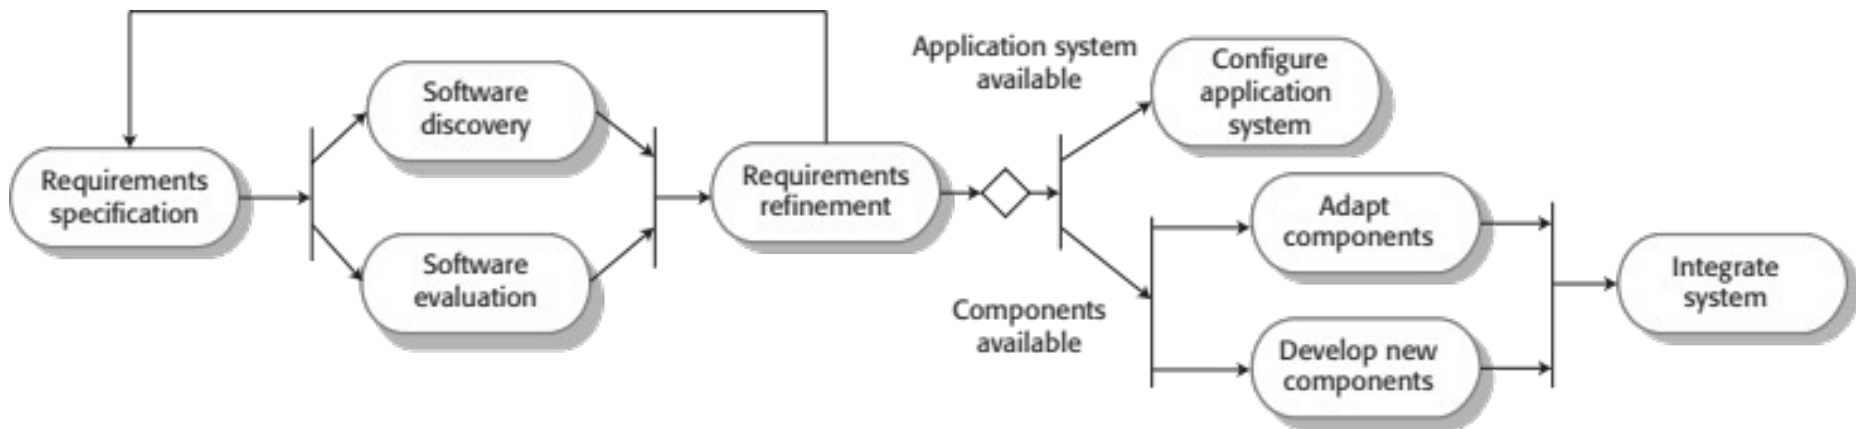 Requirements
specification
Software
discovery
Software
evaluation
Requirements
refinement
Application system
available
Configure
application
system
Components
available
Adapt
components
Develop new
components
Integrate
system